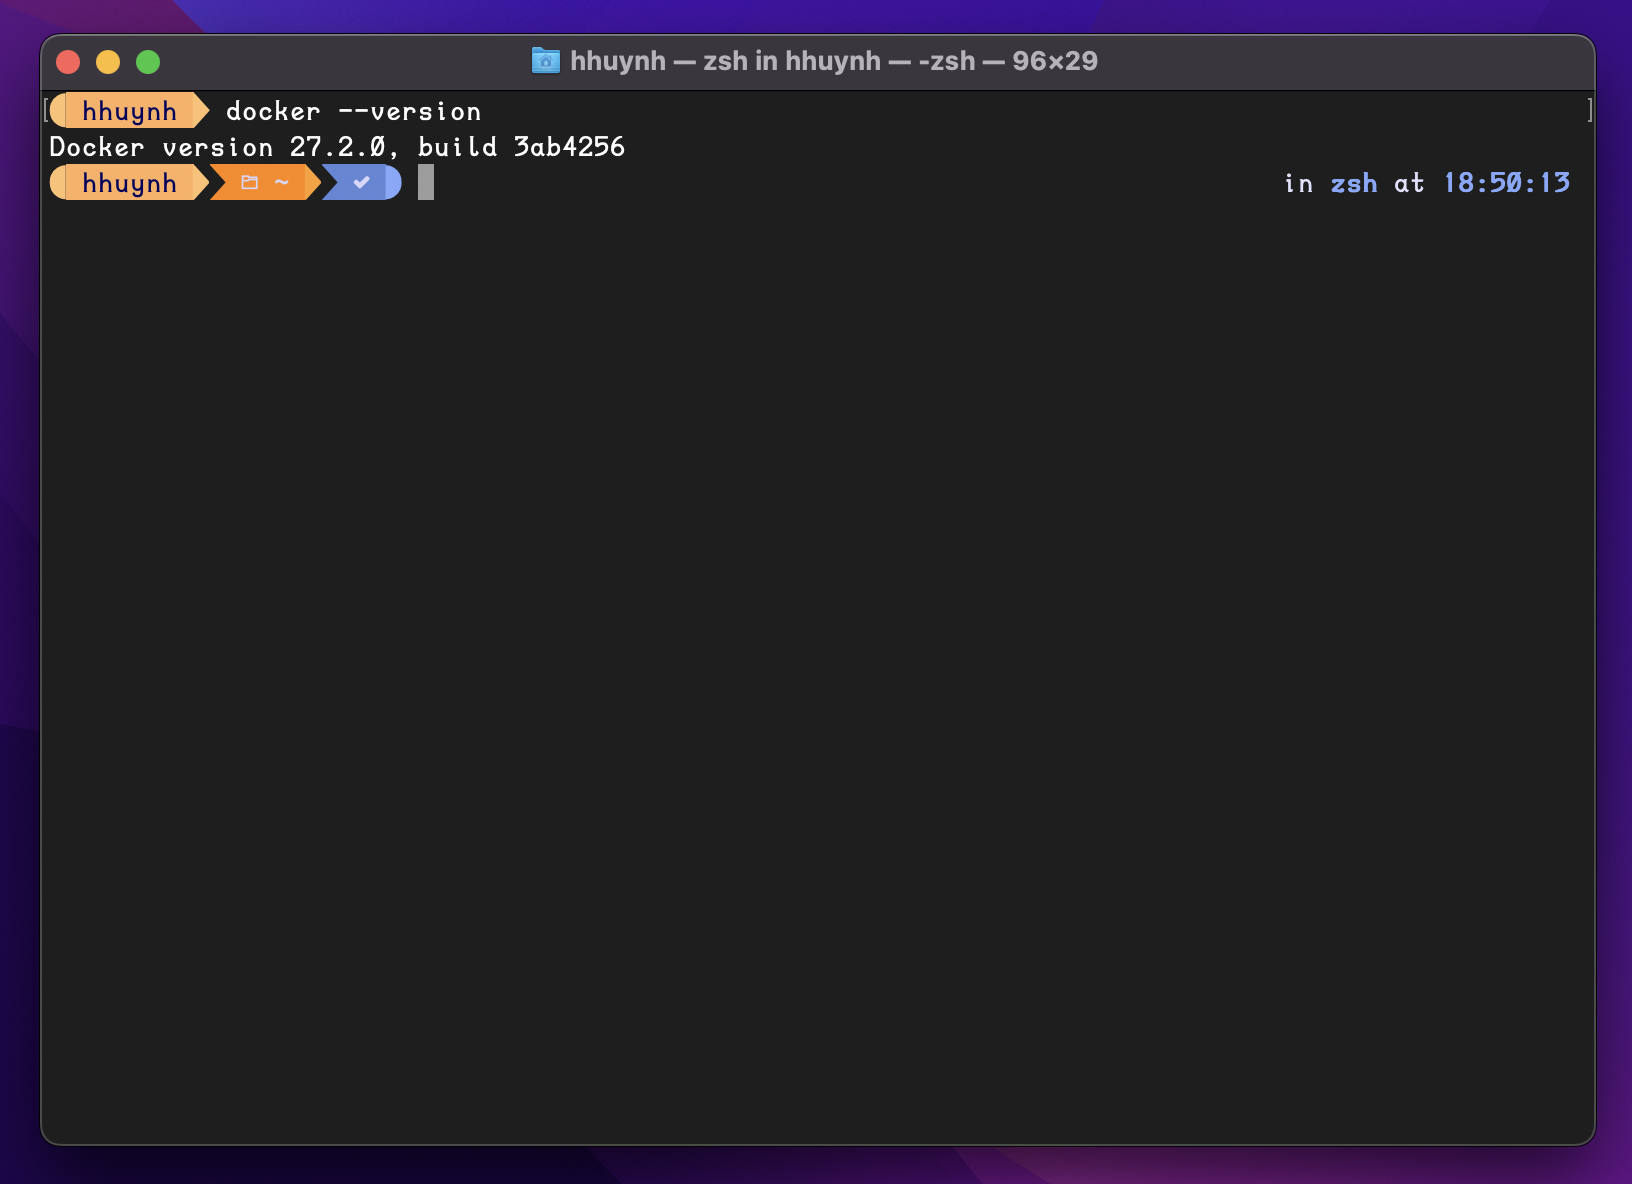 hhuynh — zsh in hhuynh — -zsh — 96×29
[ hhuynh docker --version ]
Docker version 27.2.0, build 3ab4256
hhuynh ~ ✔ in zsh at 18:50:13